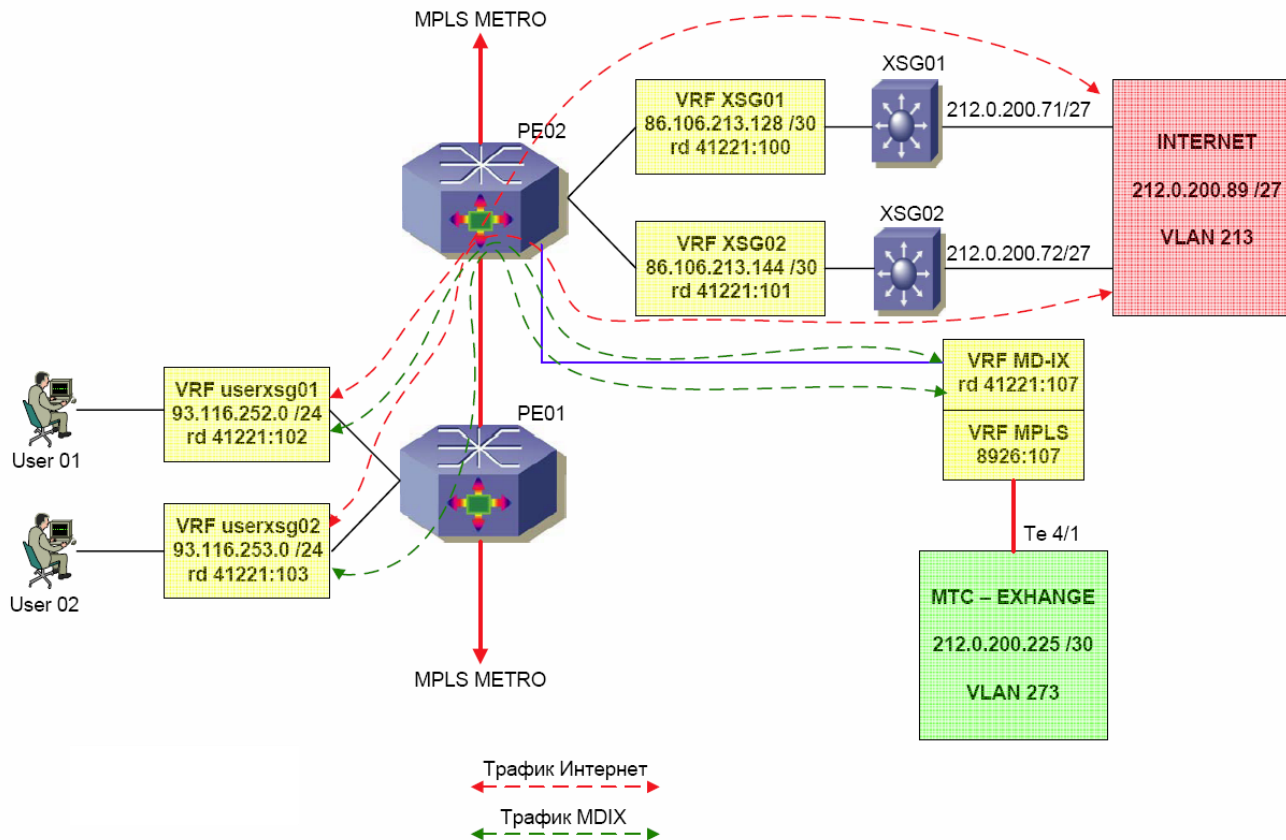 MPLS METRO
PE02
VRF XSG01
86.106.213.128 /30
rd 41221:100
XSG01
212.0.200.71/27
INTERNET
212.0.200.89 /27
VLAN 213
VRF XSG02
86.106.213.144 /30
rd 41221:101
XSG02
212.0.200.72/27
VRF MD-IX
rd 41221:107
VRF MPLS
8926:107
User 01
VRF userxsg01
93.116.252.0 /24
rd 41221:102
PE01
User 02
VRF userxsg02
93.116.253.0 /24
rd 41221:103
Te 4/1
MTC – EXHANGE
212.0.200.225 /30
VLAN 273
MPLS METRO
Трафик Интернет
Трафик MDIX